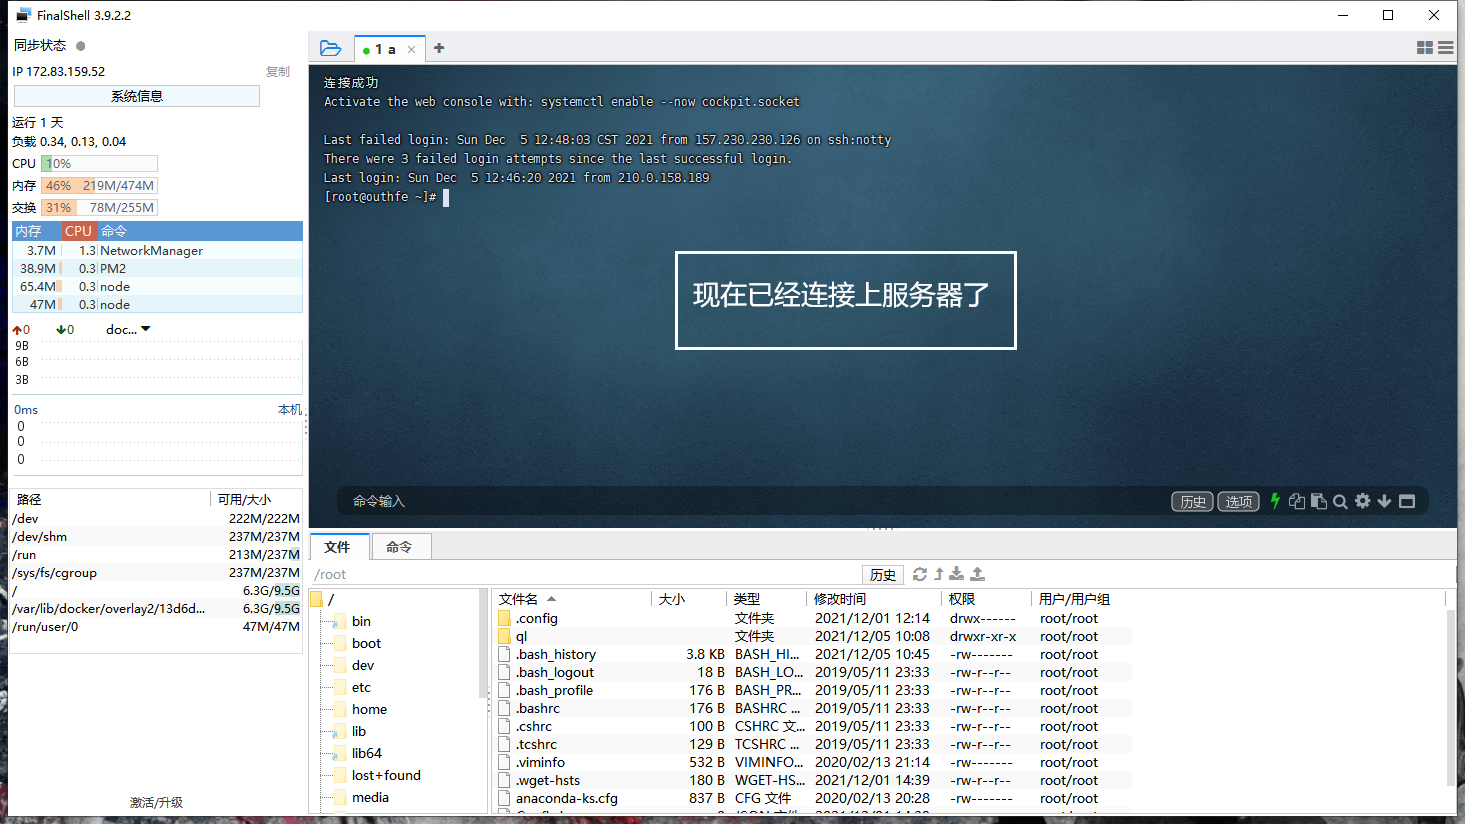 FinalShell 3.9.2.2
同步状态
IP 172.83.159.52 复制
系统信息
运行 1 天
负载 0.34, 0.13, 0.04
CPU 10%
内存 46% 219M/474M
交换 31% 78M/255M
内存 CPU 命令
3.7M 1.3 NetworkManager
38.9M 0.3 PM2
65.4M 0.3 node
47M 0.3 node
0 0 doc...
9B
6B
3B
0ms 本机
0
0
0
路径 可用/大小
/dev 222M/222M
/dev/shm 237M/237M
/run 213M/237M
/sys/fs/cgroup 237M/237M
/ 6.3G/9.5G
/var/lib/docker/overlay2/13d6d... 6.3G/9.5G
/run/user/0 47M/47M
激活/升级
1 a
连接成功
Activate the web console with: systemctl enable --now cockpit.socket
Last failed login: Sun Dec  5 12:48:03 CST 2021 from 157.230.230.126 on ssh:notty
There were 3 failed login attempts since the last successful login.
Last login: Sun Dec  5 12:46:20 2021 from 210.0.158.189
[root@outhfe ~]#
现在已经连接上服务器了
命令输入 历史 选项
文件 命令
/root 历史
/
bin
boot
dev
etc
home
lib
lib64
lost+found
media
文件名 大小 类型 修改时间 权限 用户/用户组
.config 文件夹 2021/12/01 12:14 drwx------ root/root
ql 文件夹 2021/12/05 10:08 drwxr-xr-x root/root
.bash_history 3.8 KB BASH_HI... 2021/12/05 10:45 -rw------- root/root
.bash_logout 18 B BASH_LO... 2019/05/11 23:33 -rw-r--r-- root/root
.bash_profile 176 B BASH_PR... 2019/05/11 23:33 -rw-r--r-- root/root
.bashrc 176 B BASHRC ... 2019/05/11 23:33 -rw-r--r-- root/root
.cshrc 100 B CSHRC 文... 2019/05/11 23:33 -rw-r--r-- root/root
.tcshrc 129 B TCSHRC ... 2019/05/11 23:33 -rw-r--r-- root/root
.viminfo 532 B VIMINFO... 2020/02/13 21:14 -rw------- root/root
.wget-hsts 180 B WGET-HS... 2021/12/01 14:39 -rw-r--r-- root/root
anaconda-ks.cfg 837 B CFG 文件 2020/02/13 20:28 -rw------- root/root